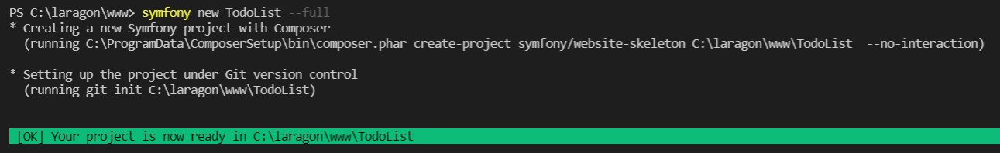 PS C:\laragon\www> symfony new TodoList --full
* Creating a new Symfony project with Composer
(running C:\ProgramData\ComposerSetup\bin\composer.phar create-project symfony/website-skeleton C:\laragon\www\TodoList --no-interaction)
* Setting up the project under Git version control
(running git init C:\laragon\www\TodoList)
[OK] Your project is now ready in C:\laragon\www\TodoList